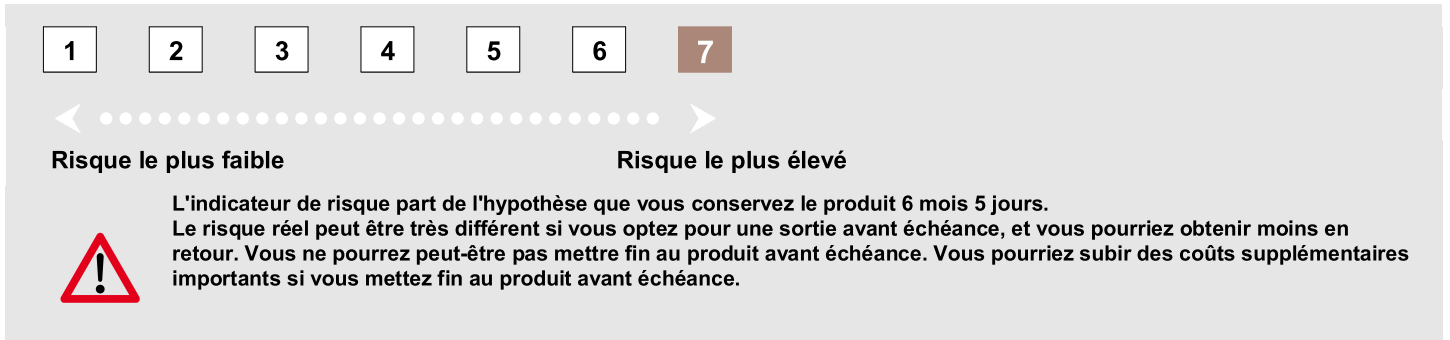 1 2 3 4 5 6 7
Risque le plus faible Risque le plus élevé
L'indicateur de risque part de l'hypothèse que vous conservez le produit 6 mois 5 jours.
Le risque réel peut être très différent si vous optez pour une sortie avant échéance, et vous pourriez obtenir moins en
retour. Vous ne pourrez peut-être pas mettre fin au produit avant échéance. Vous pourriez subir des coûts supplémentaires
importants si vous mettez fin au produit avant échéance.